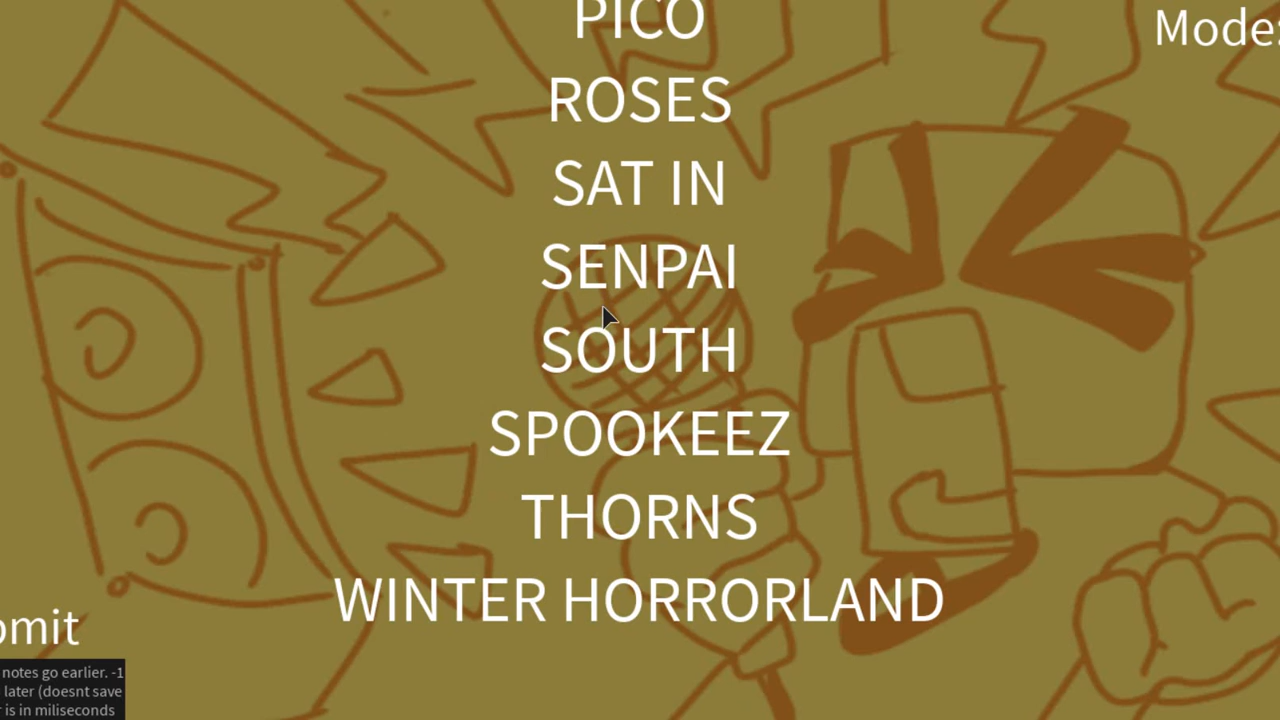 PICO
Mode:
ROSES
SAT IN
SENPAI
SOUTH
SPOOKEEZ
THORNS
WINTER HORRORLAND
omit
notes go earlier. -1
later (doesnt save
r is in miliseconds